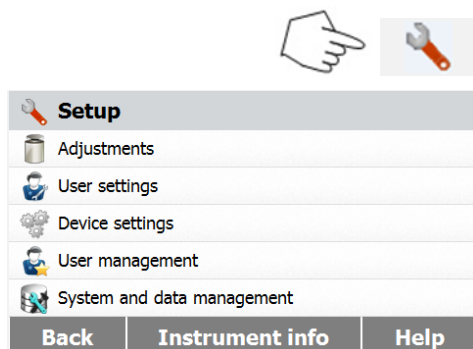 Setup
Adjustments
User settings
Device settings
User management
System and data management
Back Instrument info Help